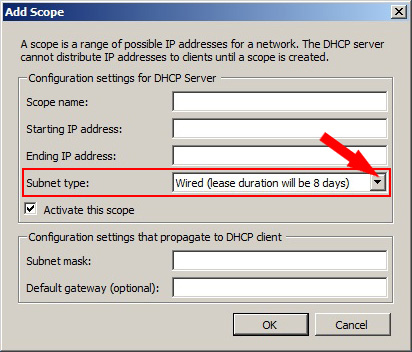 Add Scope
A scope is a range of possible IP addresses for a network. The DHCP server
cannot distribute IP addresses to clients until a scope is created.
Configuration settings for DHCP Server
Scope name:
Starting IP address:
Ending IP address:
Subnet type:
Wired (lease duration will be 8 days)
Activate this scope
Configuration settings that propagate to DHCP client
Subnet mask:
Default gateway (optional):
OK
Cancel